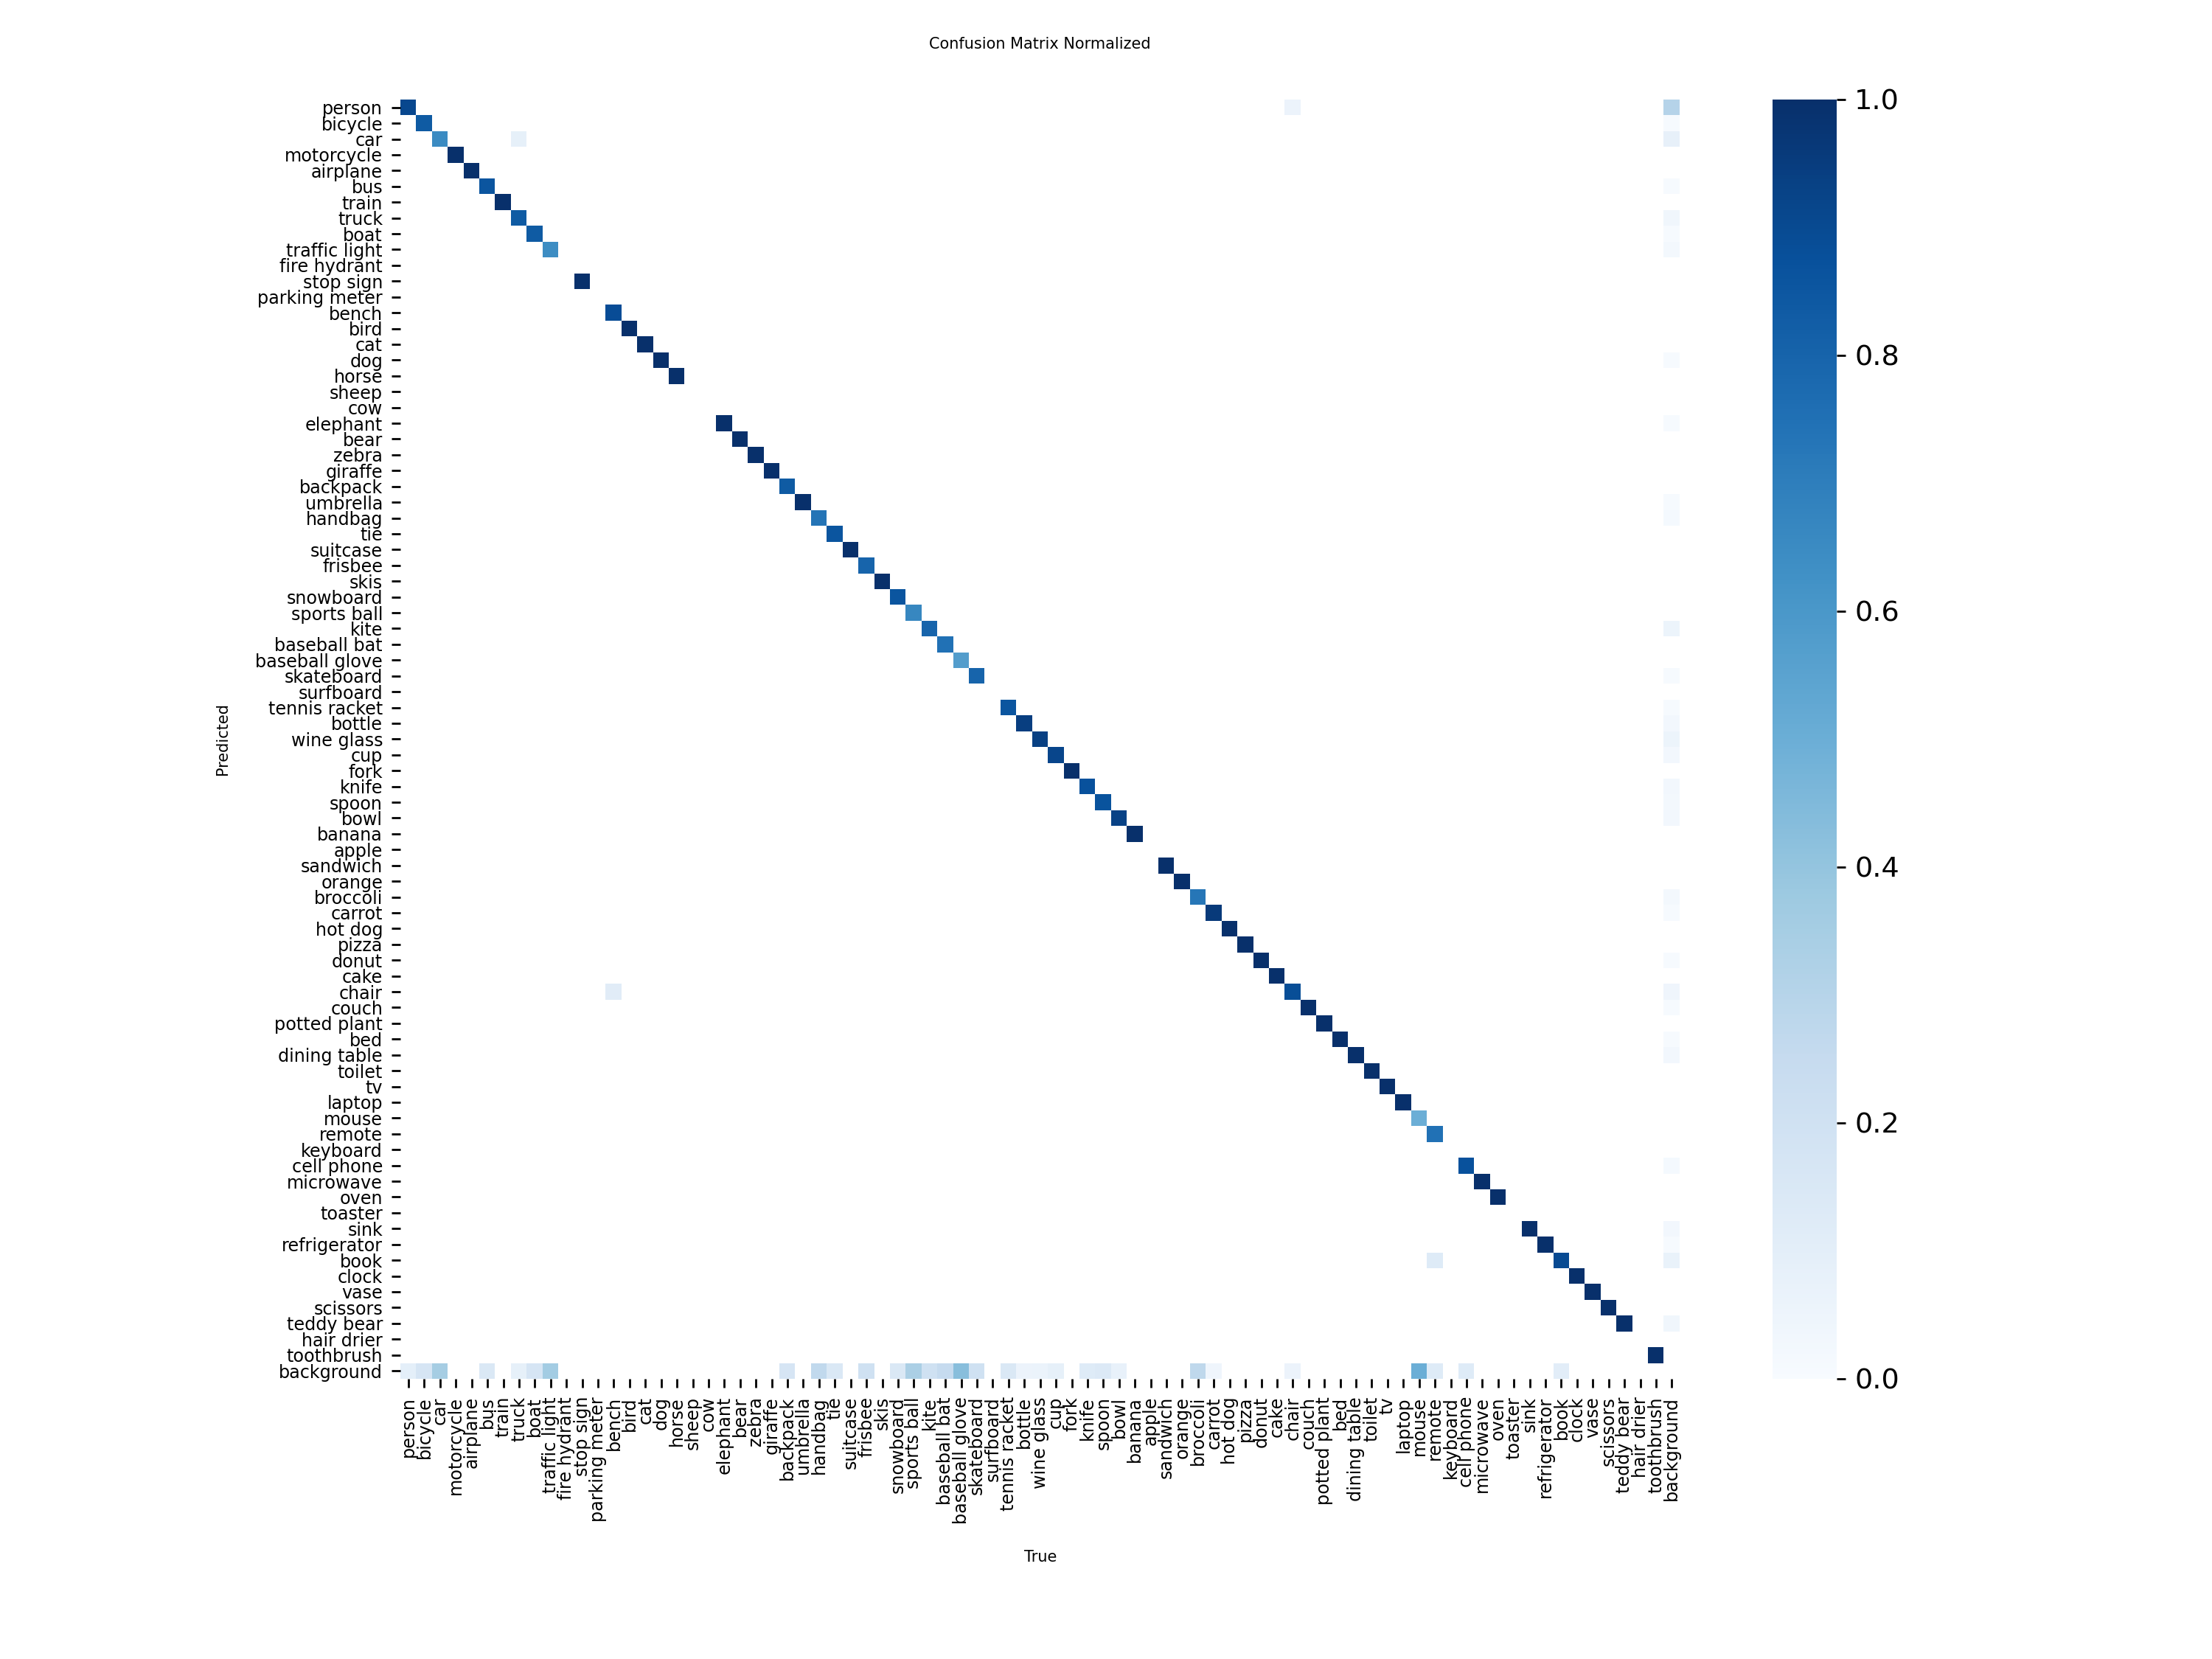 Confusion Matrix Normalized
person
bicycle
car
motorcycle
airplane
bus
train
truck
boat
traffic light
fire hydrant
stop sign
parking meter
bench
bird
cat
dog
horse
sheep
cow
elephant
bear
zebra
giraffe
backpack
umbrella
handbag
tie
suitcase
frisbee
skis
snowboard
sports ball
kite
baseball bat
baseball glove
skateboard
surfboard
tennis racket
bottle
wine glass
cup
fork
knife
spoon
bowl
banana
apple
sandwich
orange
broccoli
carrot
hot dog
pizza
donut
cake
chair
couch
potted plant
bed
dining table
toilet
tv
laptop
mouse
remote
keyboard
cell phone
microwave
oven
toaster
sink
refrigerator
book
clock
vase
scissors
teddy bear
hair drier
toothbrush
background
Predicted
person
bicycle
car
motorcycle
airplane
bus
train
truck
boat
traffic light
fire hydrant
stop sign
parking meter
bench
bird
cat
dog
horse
sheep
cow
elephant
bear
zebra
giraffe
backpack
umbrella
handbag
tie
suitcase
frisbee
skis
snowboard
sports ball
kite
baseball bat
baseball glove
skateboard
surfboard
tennis racket
bottle
wine glass
cup
fork
knife
spoon
bowl
banana
apple
sandwich
orange
broccoli
carrot
hot dog
pizza
donut
cake
chair
couch
potted plant
bed
dining table
toilet
tv
laptop
mouse
remote
keyboard
cell phone
microwave
oven
toaster
sink
refrigerator
book
clock
vase
scissors
teddy bear
hair drier
toothbrush
background
True
1.0
0.8
0.6
0.4
0.2
0.0